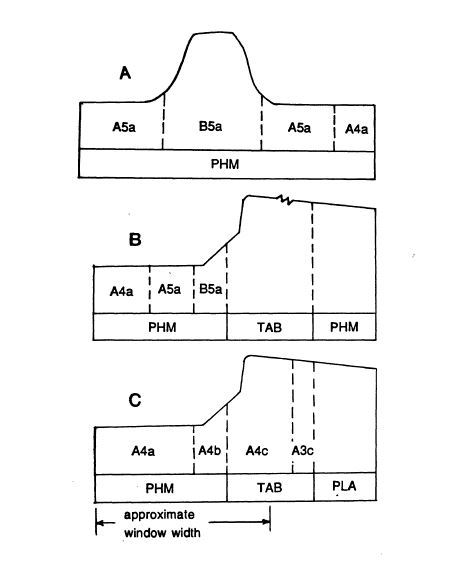 A
A5a B5a A5a A4a
PHM
B
A4a A5a B5a
PHM TAB PHM
C
A4a A4b A4c A3c
PHM TAB PLA
approximate
window width